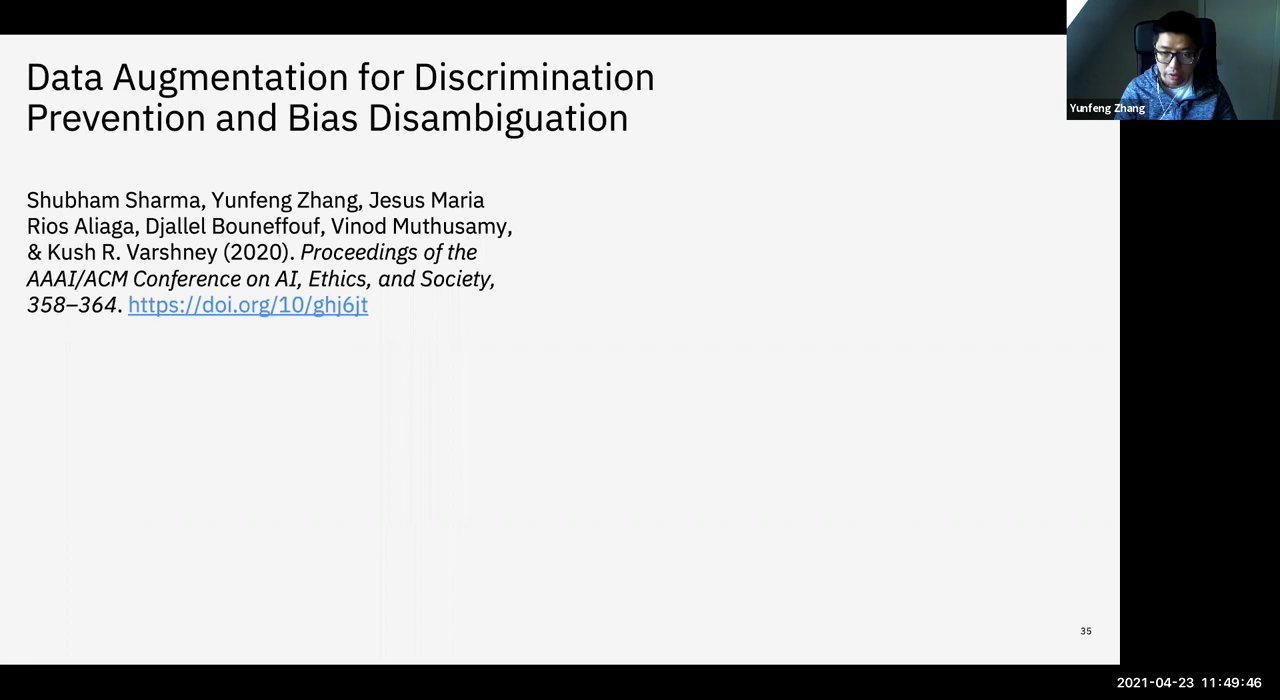 Data Augmentation for Discrimination
Prevention and Bias Disambiguation
Shubham Sharma, Yunfeng Zhang, Jesus Maria
Rios Aliaga, Djallel Bouneffouf, Vinod Muthusamy,
& Kush R. Varshney (2020). Proceedings of the
AAAI/ACM Conference on AI, Ethics, and Society,
358–364. https://doi.org/10/ghj6jt
Yunfeng Zhang
35
2021-04-23 11:49:46